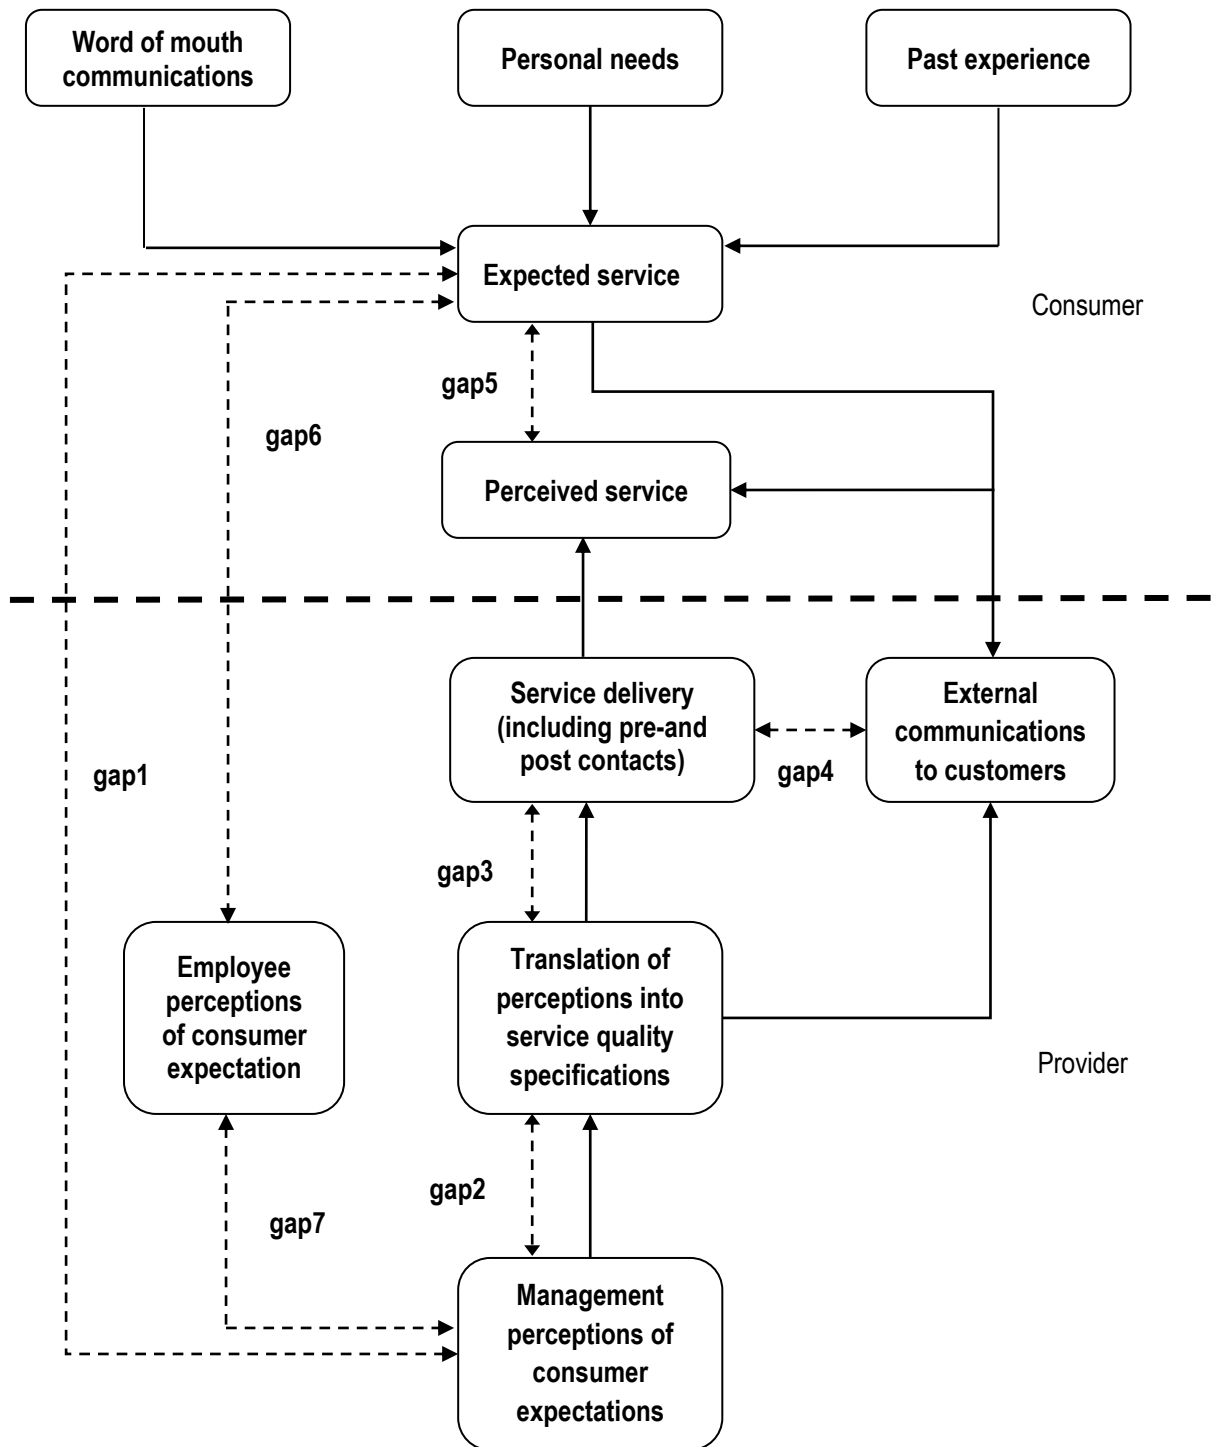 Word of mouth
communications
Personal needs
Past experience
Expected service
Consumer
gap5
gap6
Perceived service
Service delivery
(including pre-and
post contacts)
External
communications
to customers
gap1
gap4
gap3
Employee
perceptions
of consumer
expectation
Translation of
perceptions into
service quality
specifications
Provider
gap2
gap7
Management
perceptions of
consumer
expectations